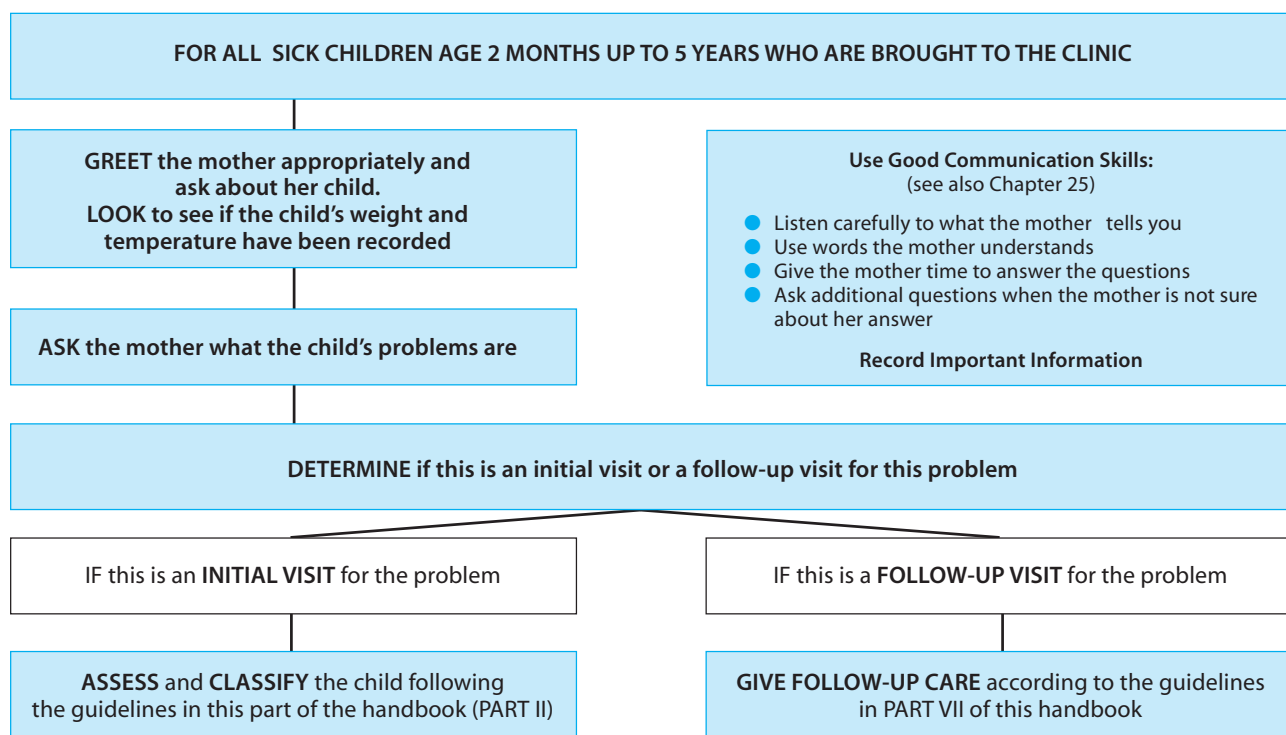 FOR ALL SICK CHILDREN AGE 2 MONTHS UP TO 5 YEARS WHO ARE BROUGHT TO THE CLINIC
GREET the mother appropriately and
ask about her child.
LOOK to see if the child's weight and
temperature have been recorded
Use Good Communication Skills:
(see also Chapter 25)
● Listen carefully to what the mother tells you
● Use words the mother understands
● Give the mother time to answer the questions
● Ask additional questions when the mother is not sure
about her answer
Record Important Information
ASK the mother what the child's problems are
DETERMINE if this is an initial visit or a follow-up visit for this problem
IF this is an INITIAL VISIT for the problem
IF this is a FOLLOW-UP VISIT for the problem
ASSESS and CLASSIFY the child following
the guidelines in this part of the handbook (PART II)
GIVE FOLLOW-UP CARE according to the guidelines
in PART VII of this handbook